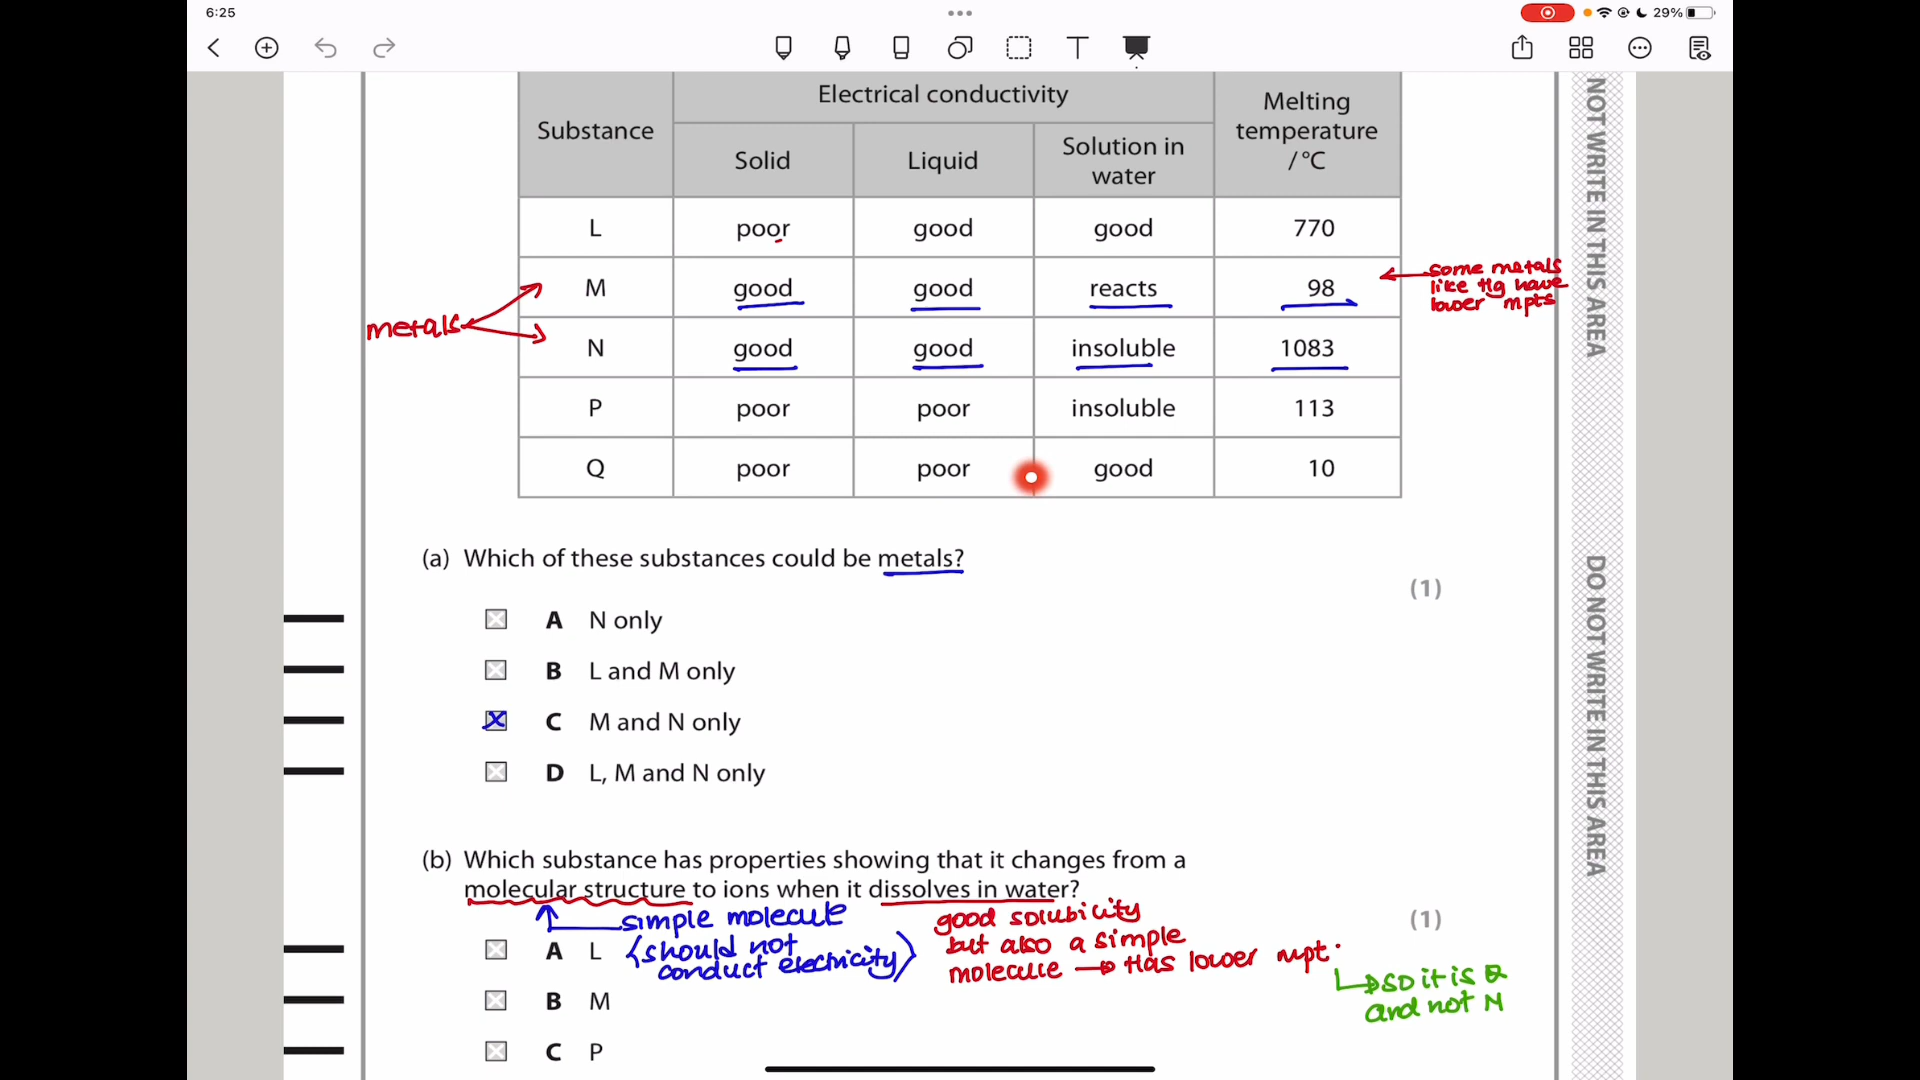 6:25
29%
Substance
Electrical conductivity
Melting temperature /°C
Solid
Liquid
Solution in water
L poor good good 770
M good good reacts 98
N good good insoluble 1083
P poor poor insoluble 113
Q poor poor good 10
metals
some metals
like Hg have
lower mpts
(a) Which of these substances could be metals?
(1)
A N only
B L and M only
C M and N only
D L, M and N only
(b) Which substance has properties showing that it changes from a
molecular structure to ions when it dissolves in water?
(1)
simple molecule
(should not
conduct electricity)
good solubility
but also a simple
molecule → Has lower mpt.
so it is Q
and not M
A L
B M
C P
NOT WRITE IN THIS AREA
DO NOT WRITE IN THIS AREA